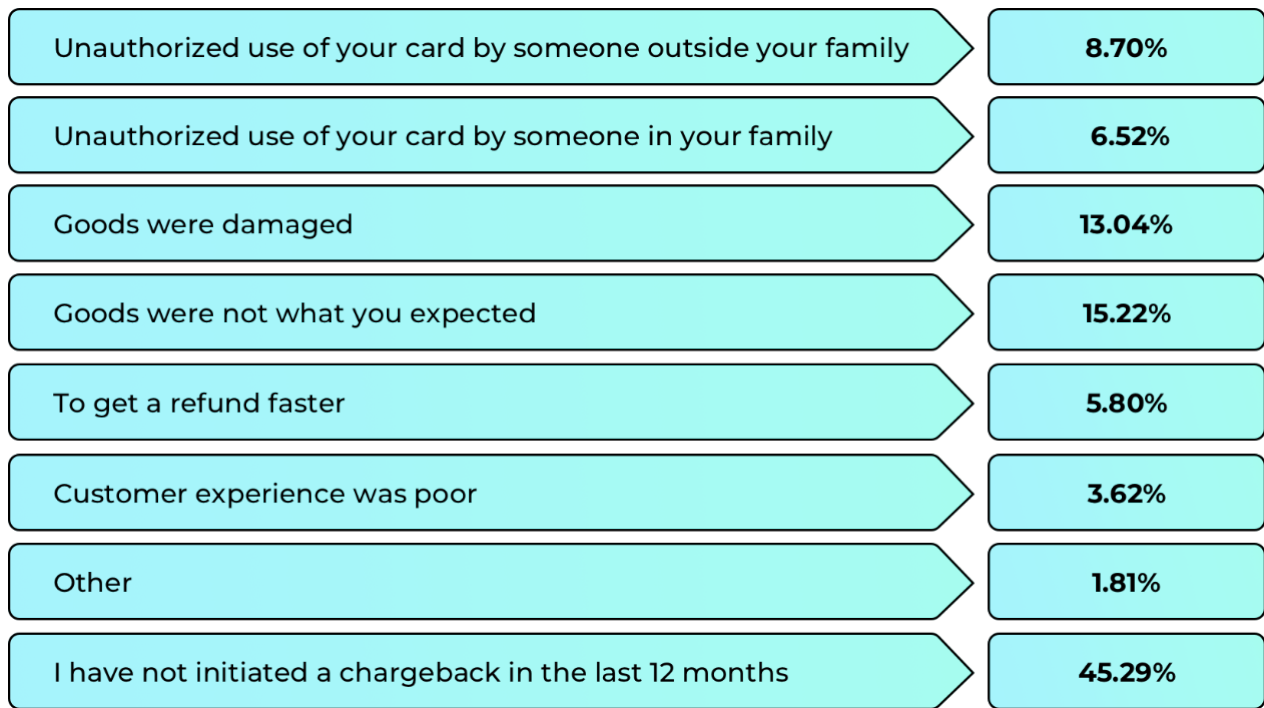 Unauthorized use of your card by someone outside your family 8.70%
Unauthorized use of your card by someone in your family 6.52%
Goods were damaged 13.04%
Goods were not what you expected 15.22%
To get a refund faster 5.80%
Customer experience was poor 3.62%
Other 1.81%
I have not initiated a chargeback in the last 12 months 45.29%